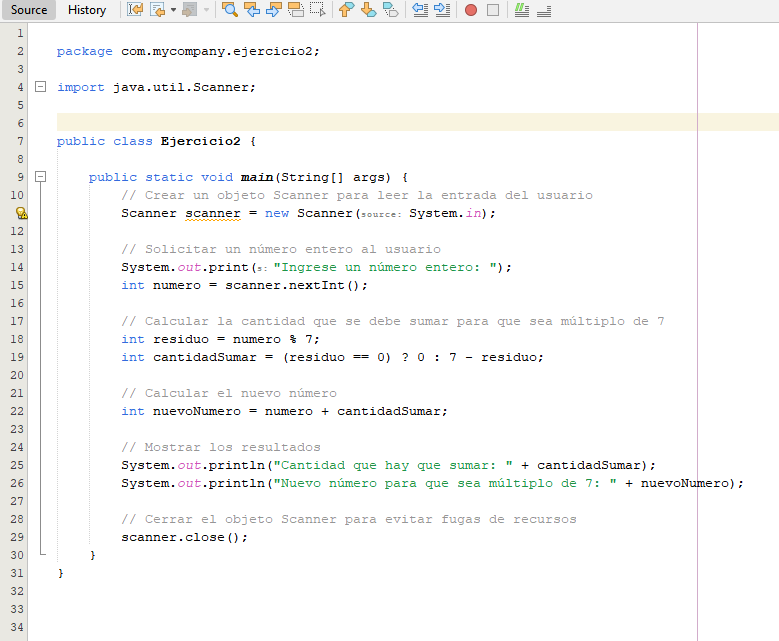 Source History
1
2 package com.mycompany.ejercicio2;
3
4 import java.util.Scanner;
5
6
7 public class Ejercicio2 {
8
9 public static void main(String[] args) {
10 // Crear un objeto Scanner para leer la entrada del usuario
Scanner scanner = new Scanner(source: System.in);
12
13 // Solicitar un número entero al usuario
14 System.out.print(s: "Ingrese un número entero: ");
15 int numero = scanner.nextInt();
16
17 // Calcular la cantidad que se debe sumar para que sea múltiplo de 7
18 int residuo = numero % 7;
19 int cantidadSumar = (residuo == 0) ? 0 : 7 - residuo;
20
21 // Calcular el nuevo número
22 int nuevoNumero = numero + cantidadSumar;
23
24 // Mostrar los resultados
25 System.out.println("Cantidad que hay que sumar: " + cantidadSumar);
26 System.out.println("Nuevo número para que sea múltiplo de 7: " + nuevoNumero);
27
28 // Cerrar el objeto Scanner para evitar fugas de recursos
29 scanner.close();
30 }
31 }
32
33
34